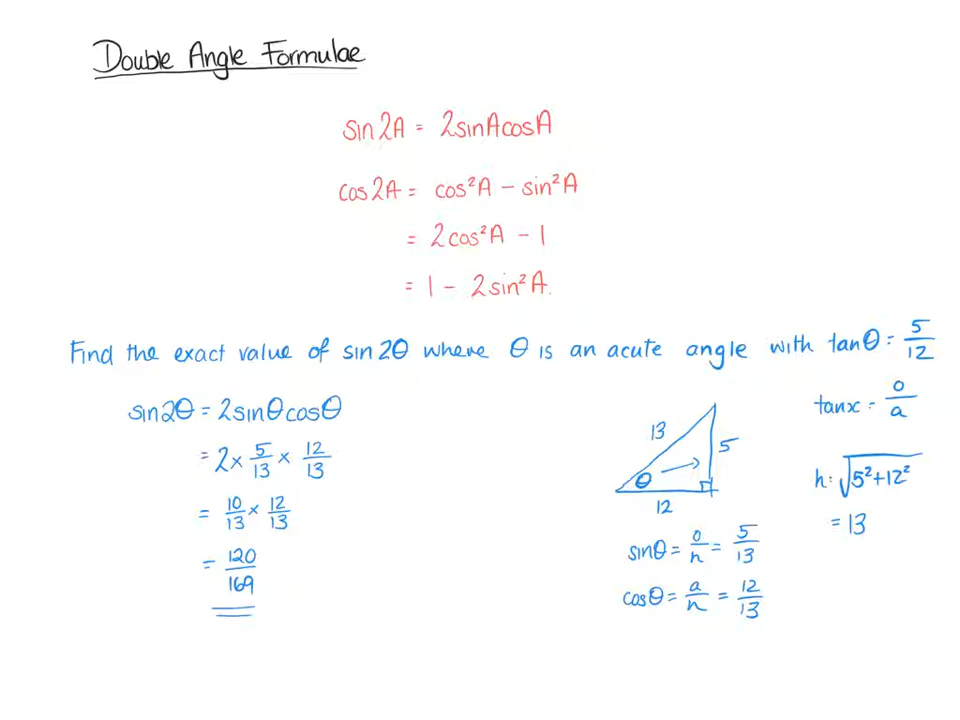 Double Angle Formulae
sin2A = 2sinAcosA
cos2A = cos²A - sin²A
= 2cos²A - 1
= 1 - 2sin²A.
Find the exact value of sin2θ where θ is an acute angle with tanθ = 5/12
sin2θ = 2sinθcosθ
= 2 × 5/13 × 12/13
= 10/13 × 12/13
= 120/169
13
5
θ
12
sinθ = o/h = 5/13
cosθ = a/h = 12/13
tanx = o/a
h = √5²+12²
= 13